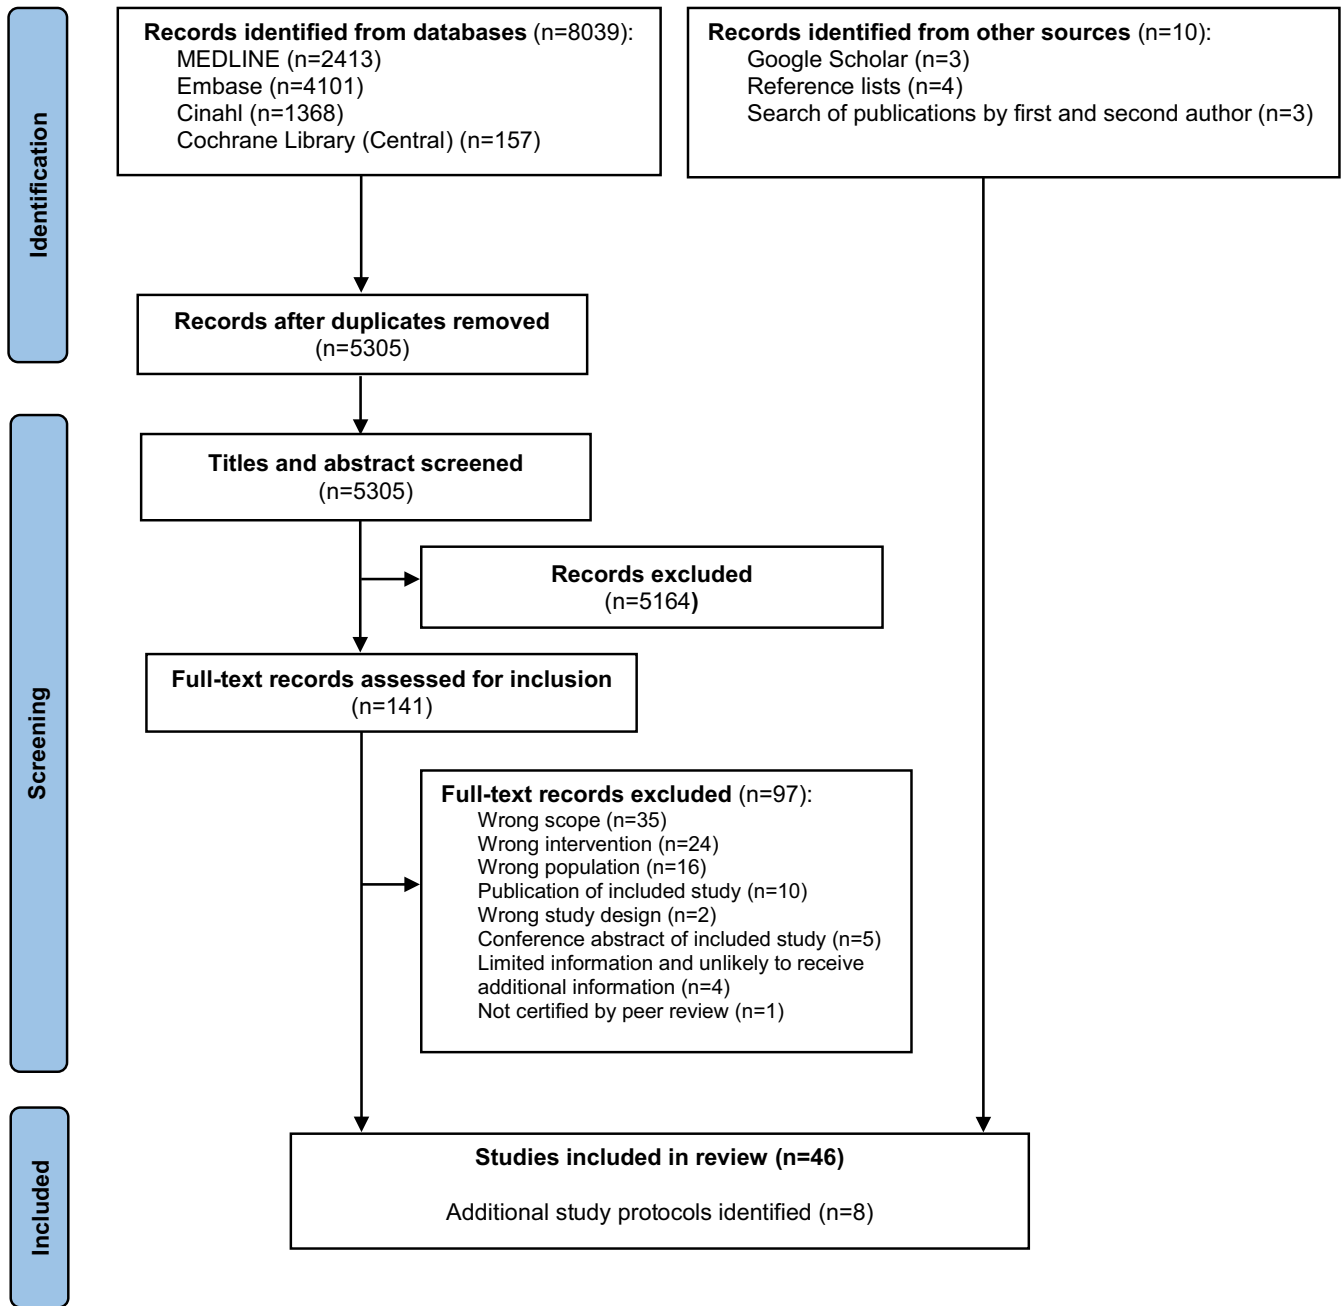 Identification
Records identified from databases (n=8039):
MEDLINE (n=2413)
Embase (n=4101)
Cinahl (n=1368)
Cochrane Library (Central) (n=157)
Records identified from other sources (n=10):
Google Scholar (n=3)
Reference lists (n=4)
Search of publications by first and second author (n=3)
Records after duplicates removed
(n=5305)
Screening
Titles and abstract screened
(n=5305)
Records excluded
(n=5164)
Full-text records assessed for inclusion
(n=141)
Full-text records excluded (n=97):
Wrong scope (n=35)
Wrong intervention (n=24)
Wrong population (n=16)
Publication of included study (n=10)
Wrong study design (n=2)
Conference abstract of included study (n=5)
Limited information and unlikely to receive
additional information (n=4)
Not certified by peer review (n=1)
Included
Studies included in review (n=46)
Additional study protocols identified (n=8)